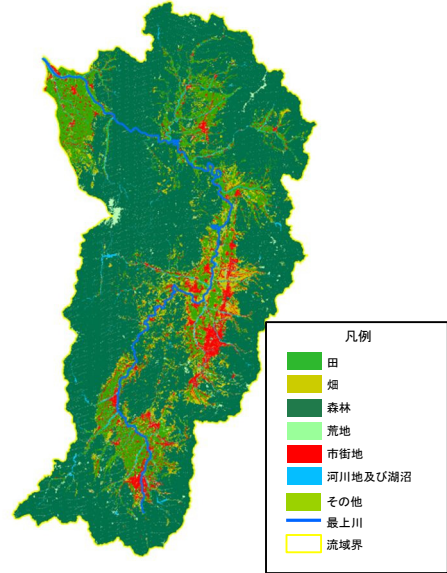 凡例
田
畑
森林
荒地
市街地
河川地及び湖沼
その他
最上川
流域界